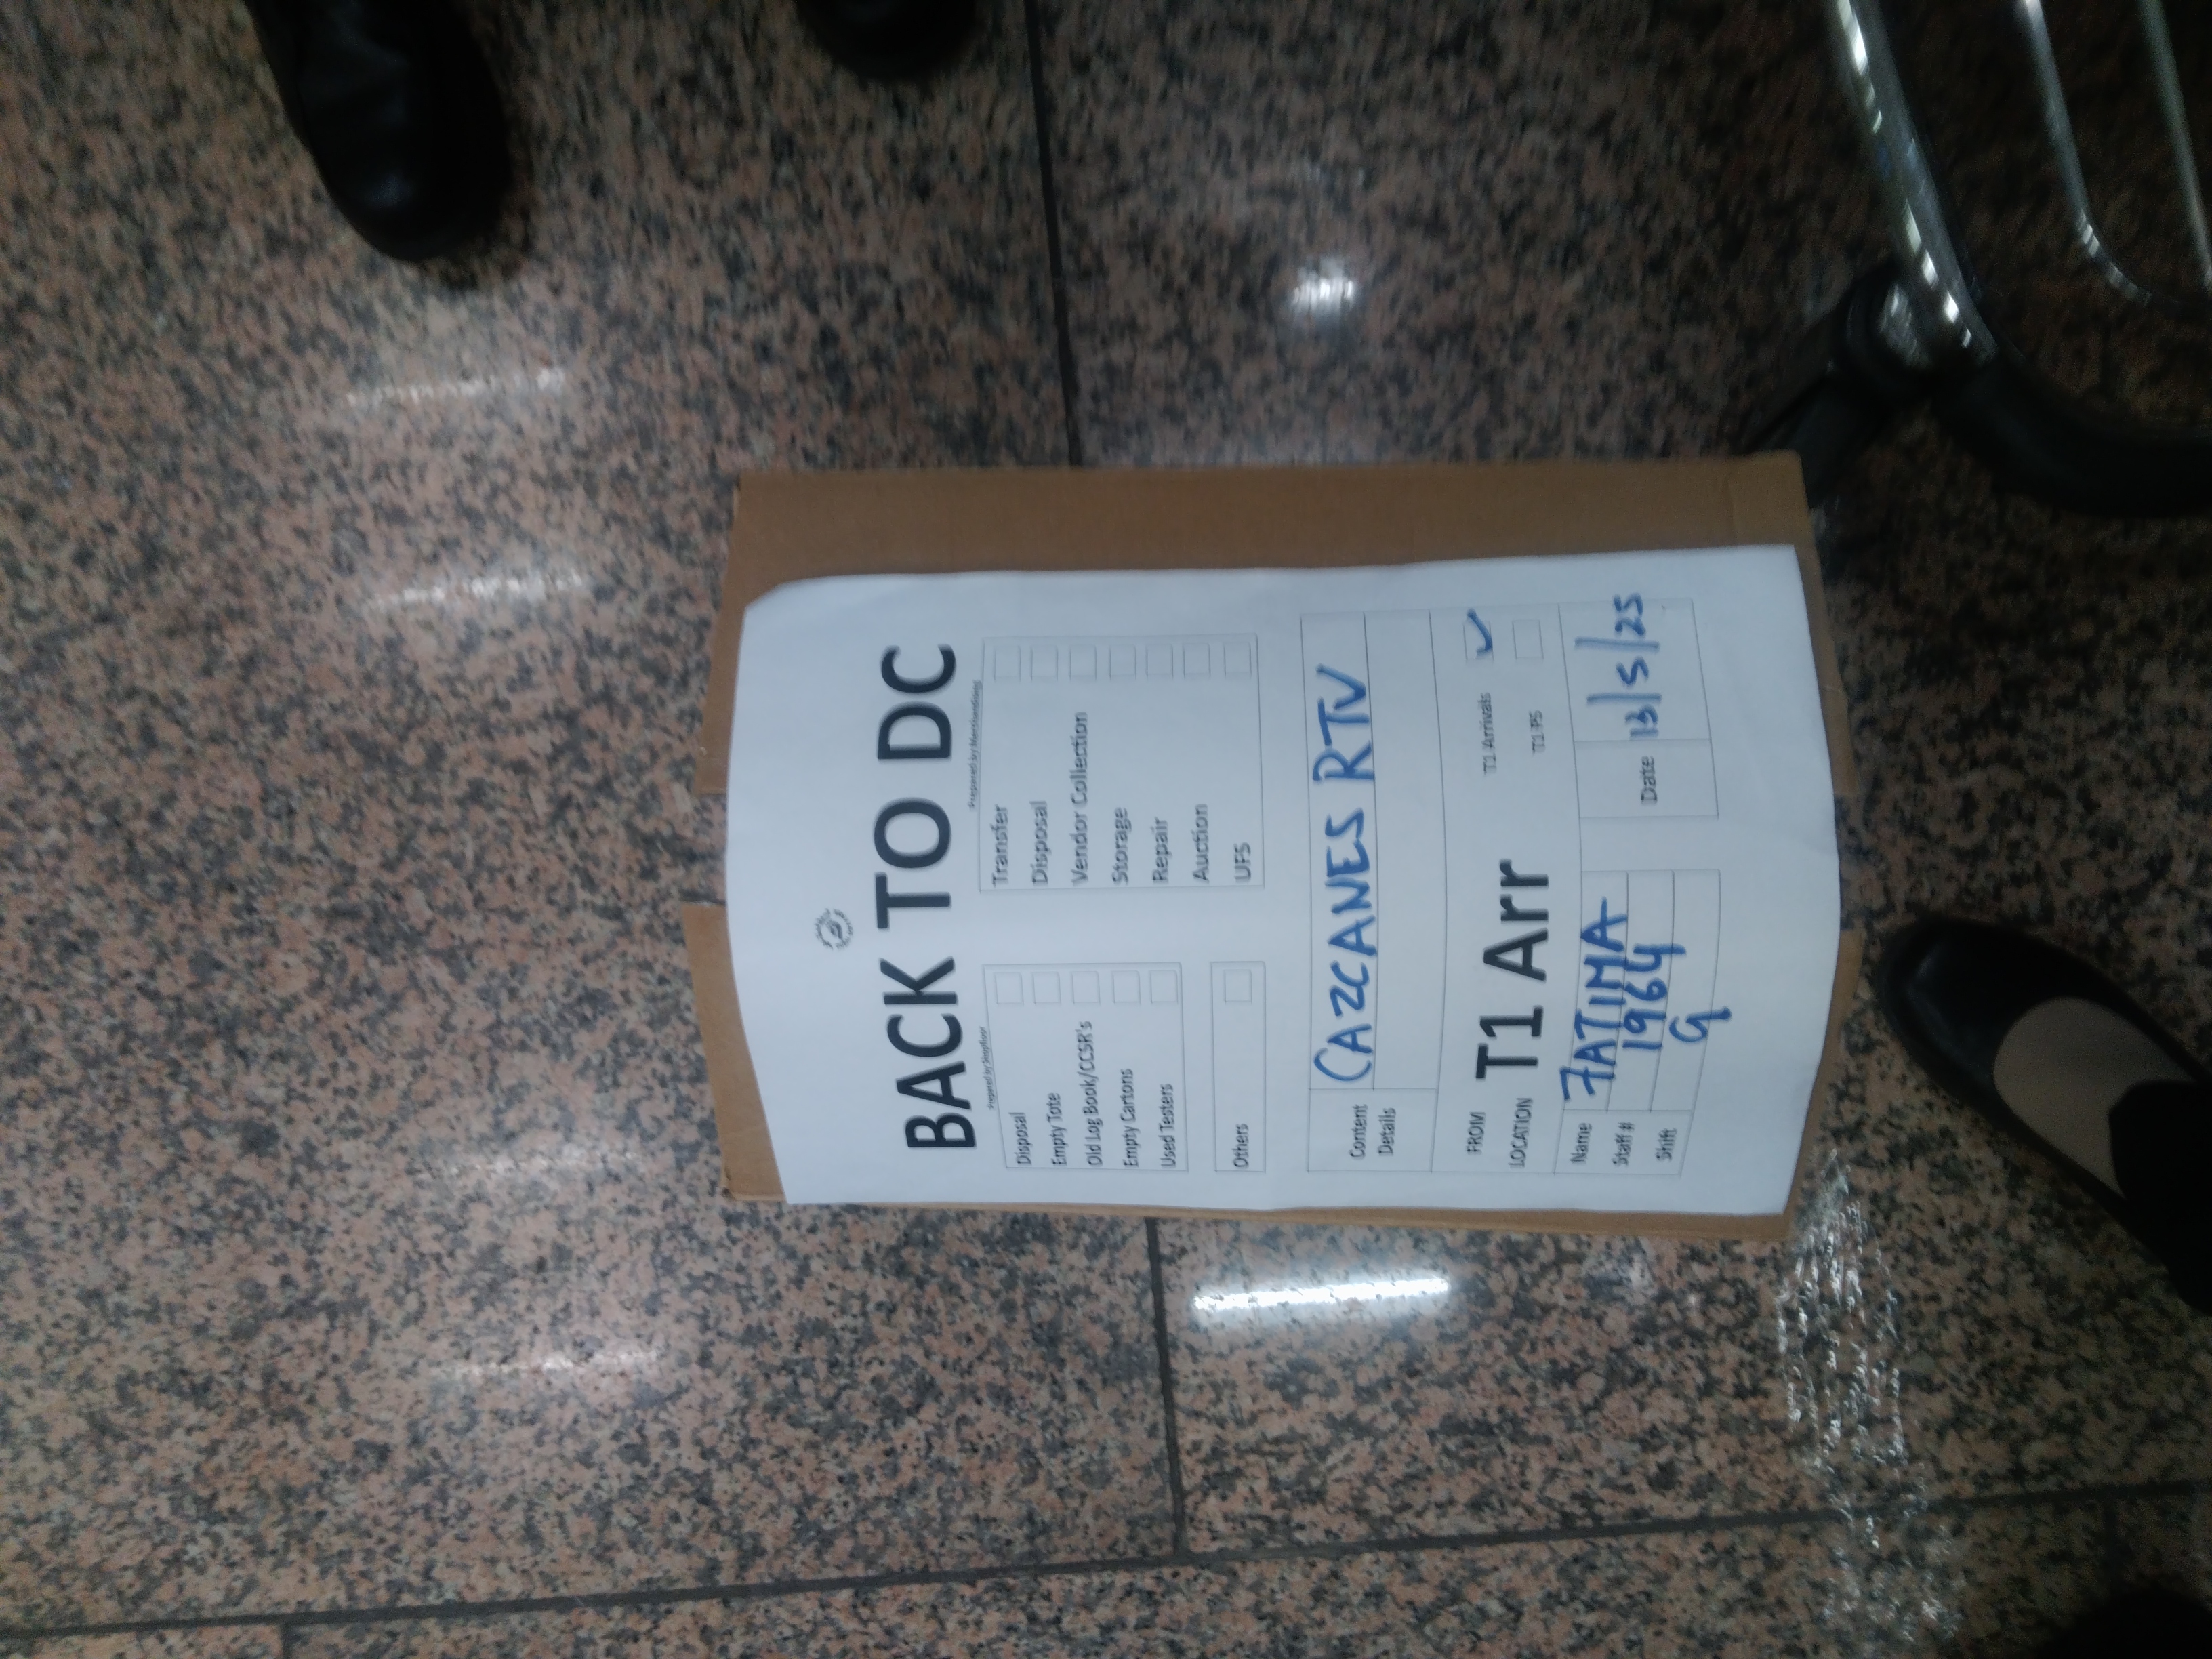 BACK TO DC
Prepared by Shopfloor
Disposal
Empty Tote
Old Log Book/CCSR's
Empty Cartons
Used Testers
Others
Prepared by Merchandising
Transfer
Disposal
Vendor Collection
Storage
Repair
Auction
UFS
Content Details CAZCANES RTV
FROM LOCATION T1 Arr
T1 Arrivals ✓
T1 PS
Name FATIMA
Staff # 19664
Shift G
Date 13/5/25